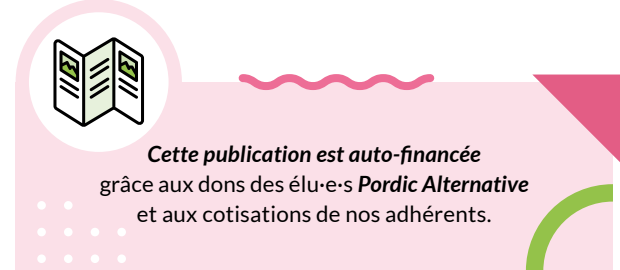 Cette publication est auto-financée
grâce aux dons des élu·e·s Pordic Alternative
et aux cotisations de nos adhérents.